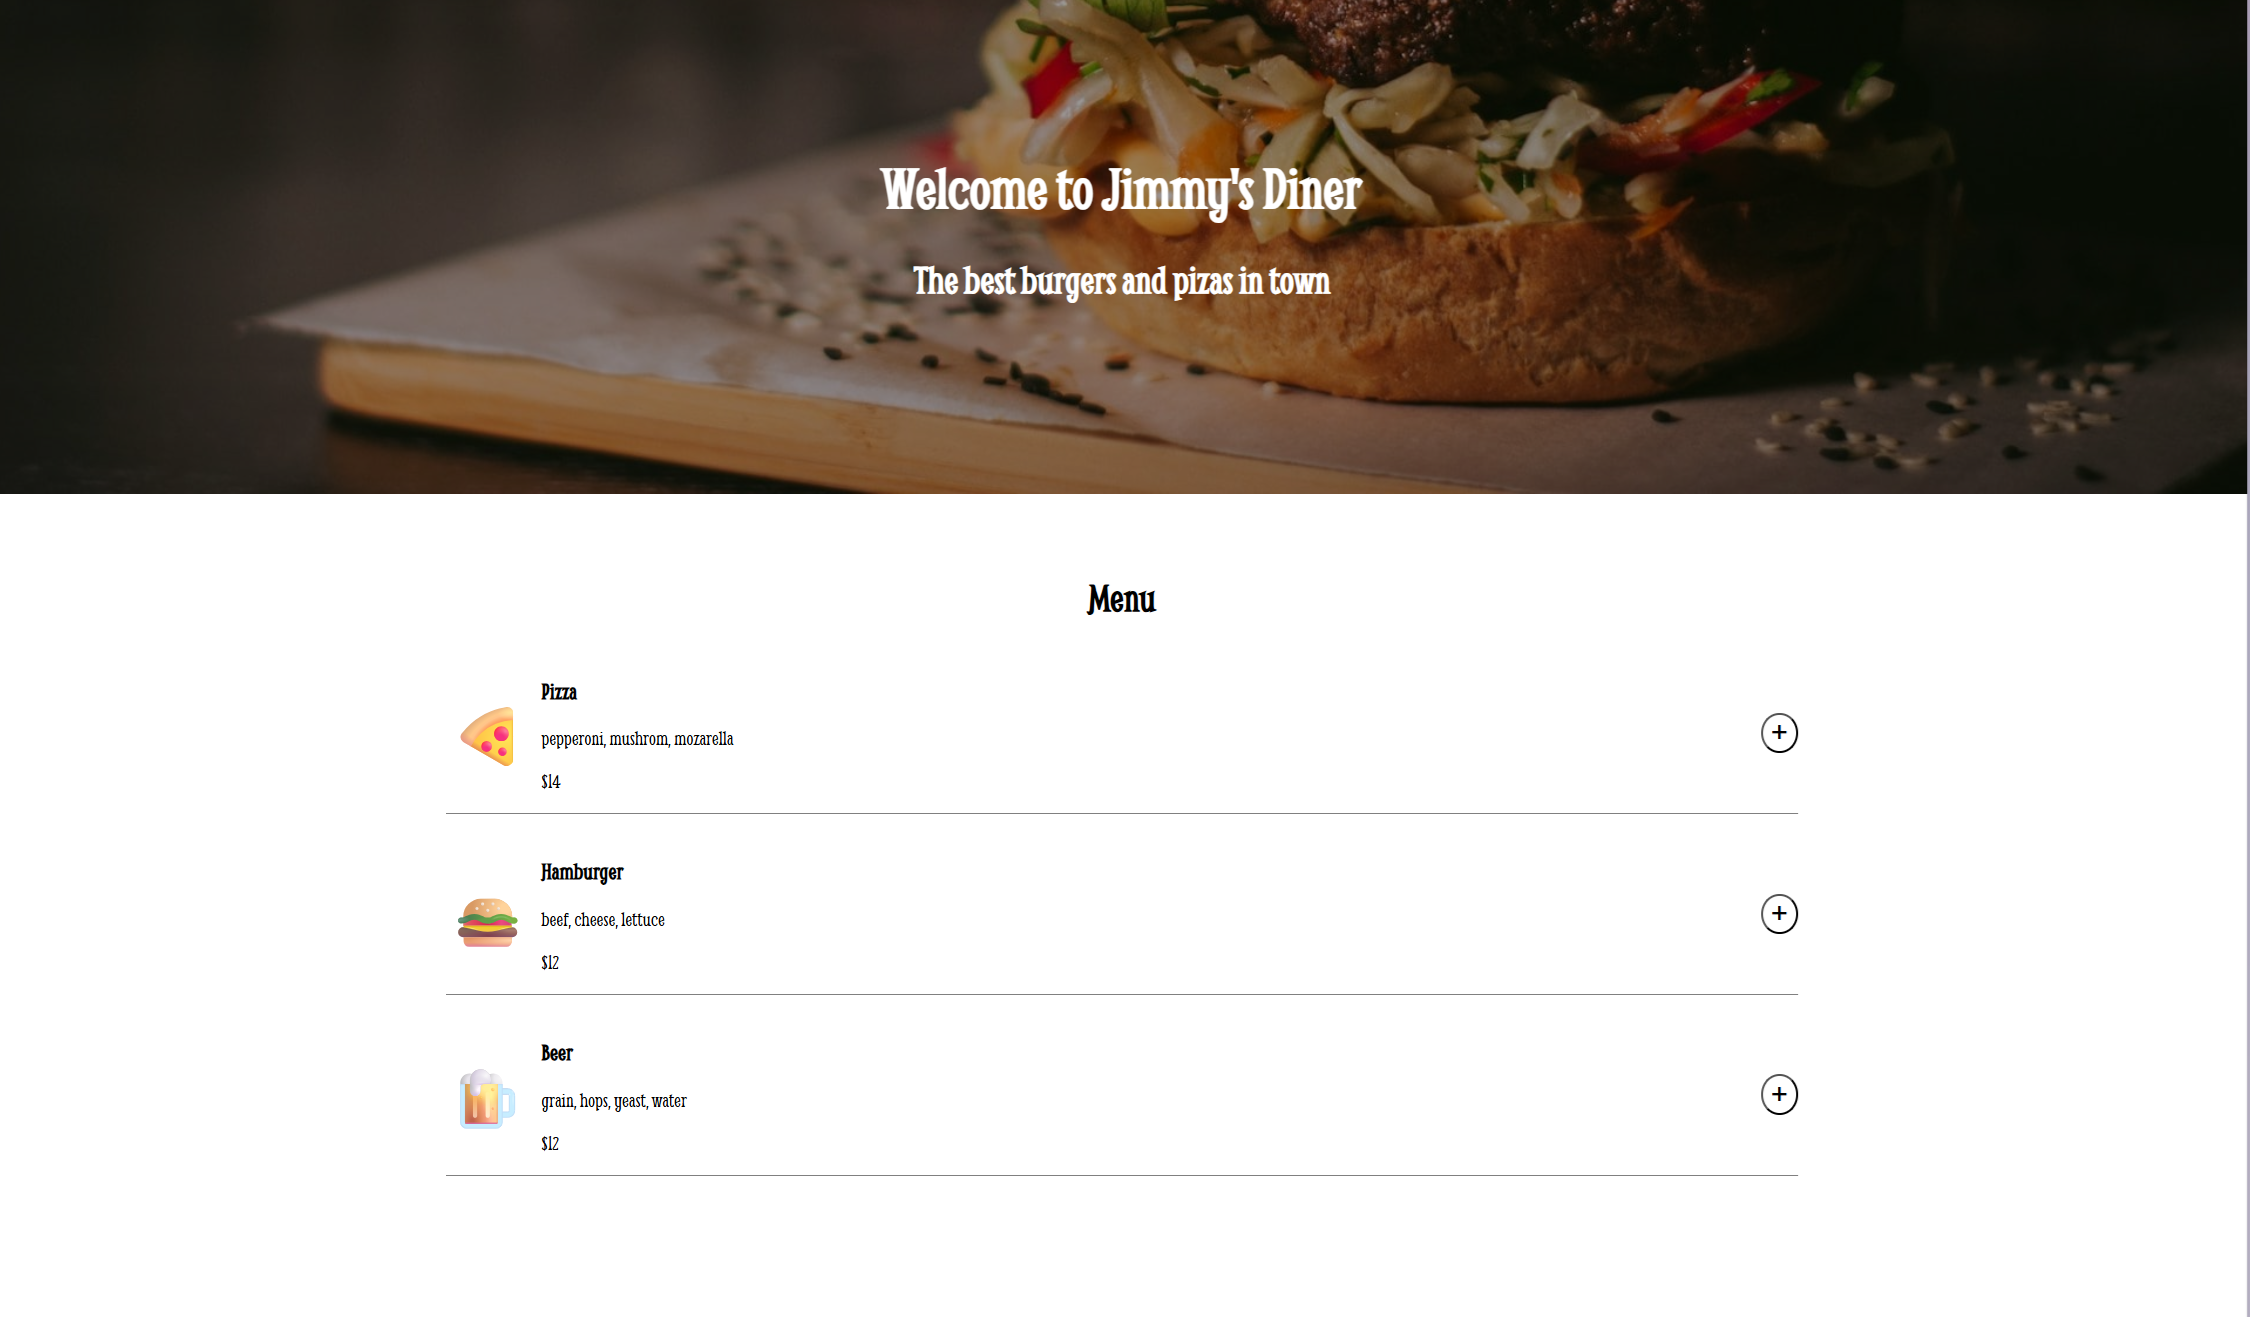 Welcome to Jimmy's Diner
The best burgers and pizas in town
Menu
Pizza
pepperoni, mushrom, mozarella
$14
+
Hamburger
beef, cheese, lettuce
$12
+
Beer
grain, hops, yeast, water
$12
+